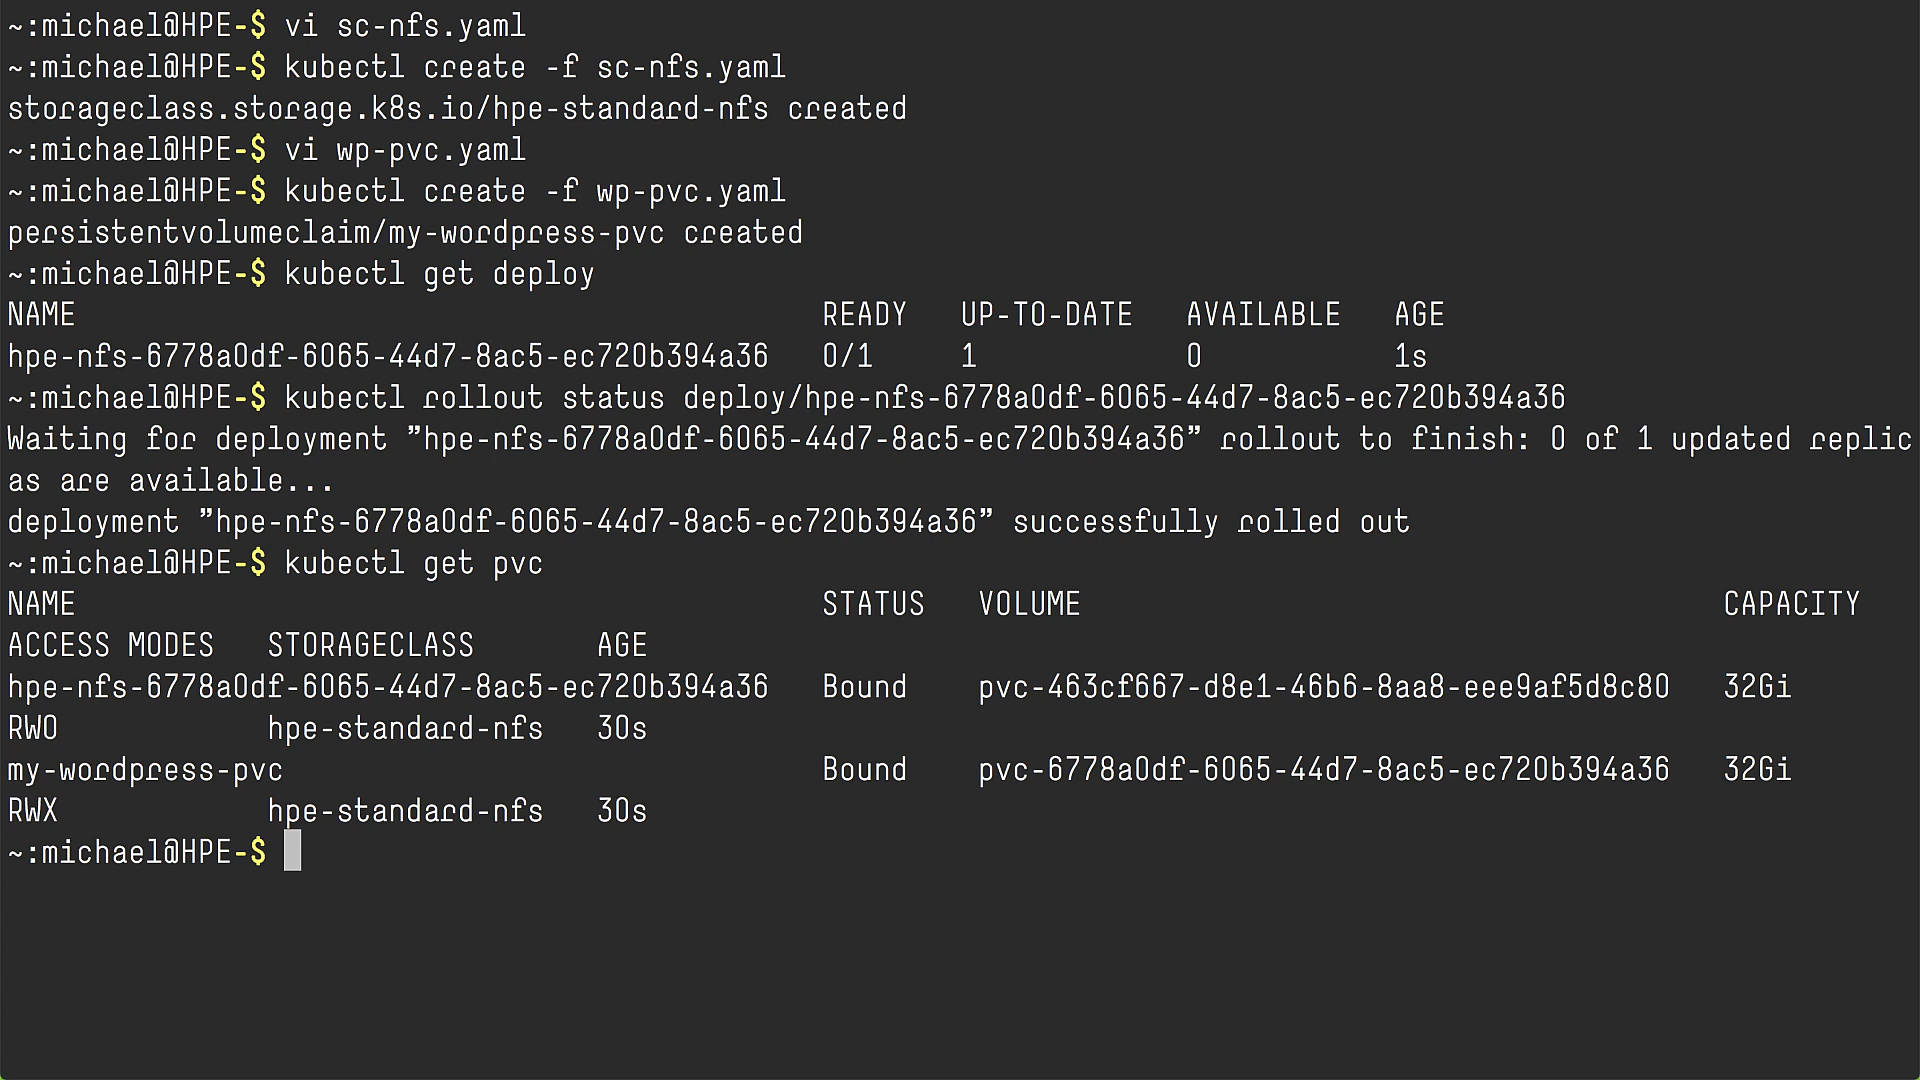 ~:michael@HPE-$ vi sc-nfs.yaml
~:michael@HPE-$ kubectl create -f sc-nfs.yaml
storageclass.storage.k8s.io/hpe-standard-nfs created
~:michael@HPE-$ vi wp-pvc.yaml
~:michael@HPE-$ kubectl create -f wp-pvc.yaml
persistentvolumeclaim/my-wordpress-pvc created
~:michael@HPE-$ kubectl get deploy
NAME                                           READY   UP-TO-DATE   AVAILABLE   AGE
hpe-nfs-6778a0df-6065-44d7-8ac5-ec720b394a36   0/1     1            0           1s
~:michael@HPE-$ kubectl rollout status deploy/hpe-nfs-6778a0df-6065-44d7-8ac5-ec720b394a36
Waiting for deployment "hpe-nfs-6778a0df-6065-44d7-8ac5-ec720b394a36" rollout to finish: 0 of 1 updated replic
as are available...
deployment "hpe-nfs-6778a0df-6065-44d7-8ac5-ec720b394a36" successfully rolled out
~:michael@HPE-$ kubectl get pvc
NAME                                           STATUS   VOLUME                                     CAPACITY
ACCESS MODES   STORAGECLASS       AGE
hpe-nfs-6778a0df-6065-44d7-8ac5-ec720b394a36   Bound    pvc-463cf667-d8e1-46b6-8aa8-eee9af5d8c80   32Gi
RWO            hpe-standard-nfs   30s
my-wordpress-pvc                               Bound    pvc-6778a0df-6065-44d7-8ac5-ec720b394a36   32Gi
RWX            hpe-standard-nfs   30s
~:michael@HPE-$